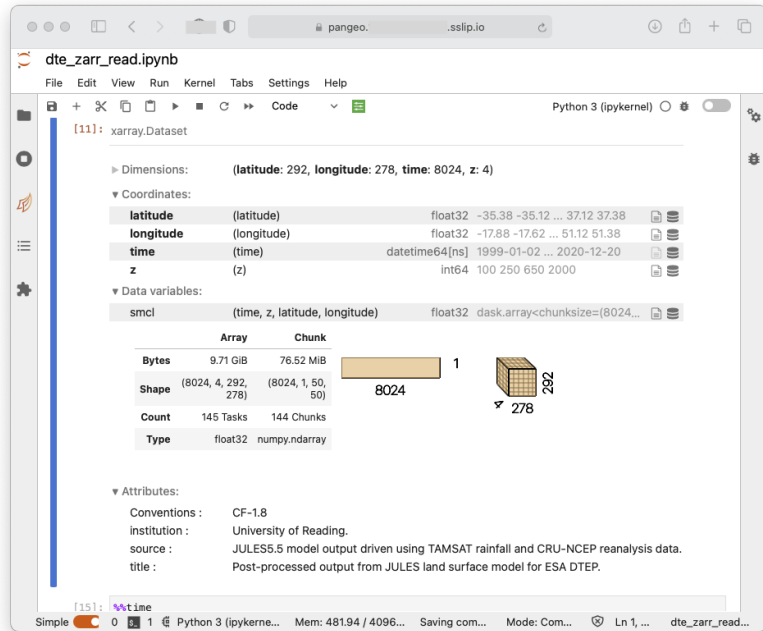 pangeo. .sslip.io
dte_zarr_read.ipynb
File Edit View Run Kernel Tabs Settings Help
Code Python 3 (ipykernel)
[11]: xarray.Dataset
Dimensions: (latitude: 292, longitude: 278, time: 8024, z: 4)
Coordinates:
latitude (latitude) float32 -35.38 -35.12 ... 37.12 37.38
longitude (longitude) float32 -17.88 -17.62 ... 51.12 51.38
time (time) datetime64[ns] 1999-01-02 ... 2020-12-20
z (z) int64 100 250 650 2000
Data variables:
smcl (time, z, latitude, longitude) float32 dask.array<chunksize=(8024...
Array Chunk
Bytes 9.71 GiB 76.52 MiB
Shape (8024, 4, 292, 278) (8024, 1, 50, 50)
Count 145 Tasks 144 Chunks
Type float32 numpy.ndarray
8024 1
4 278 292
Attributes:
Conventions : CF-1.8
institution : University of Reading.
source : JULES5.5 model output driven using TAMSAT rainfall and CRU-NCEP reanalysis data.
title : Post-processed output from JULES land surface model for ESA DTEP.
[15]: %%time
Simple 0 1 Python 3 (ipykerne... Mem: 481.94 / 4096... Saving com... Mode: Com... Ln 1, ... dte_zarr_read...